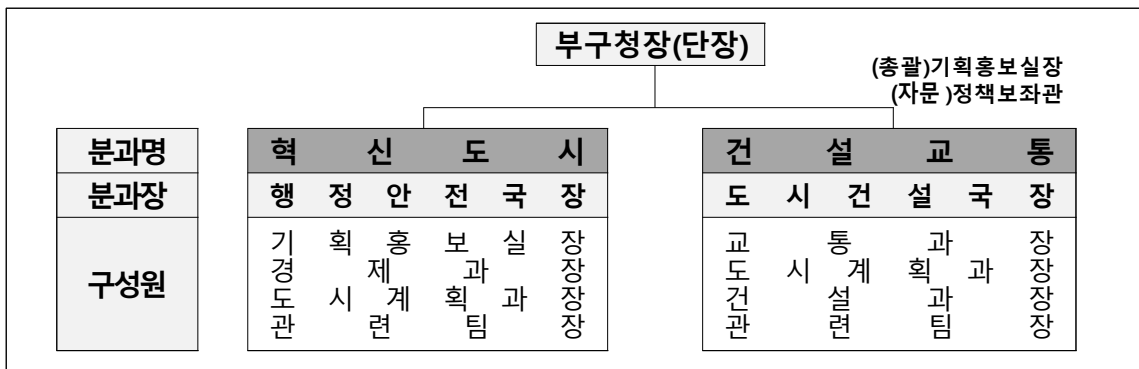 부구청장(단장)
(총괄)기획홍보실장
(자문 )정책보좌관
분과명 혁 신 도 시 건 설 교 통
분과장 행 정 안 전 국 장 도 시 건 설 국 장
구성원
기 획 홍 보 실 장 교 통 과 장
경 제 과 장 도 시 계 획 과 장
도 시 계 획 과 장 건 설 과 장
관 련 팀 장 관 련 팀 장